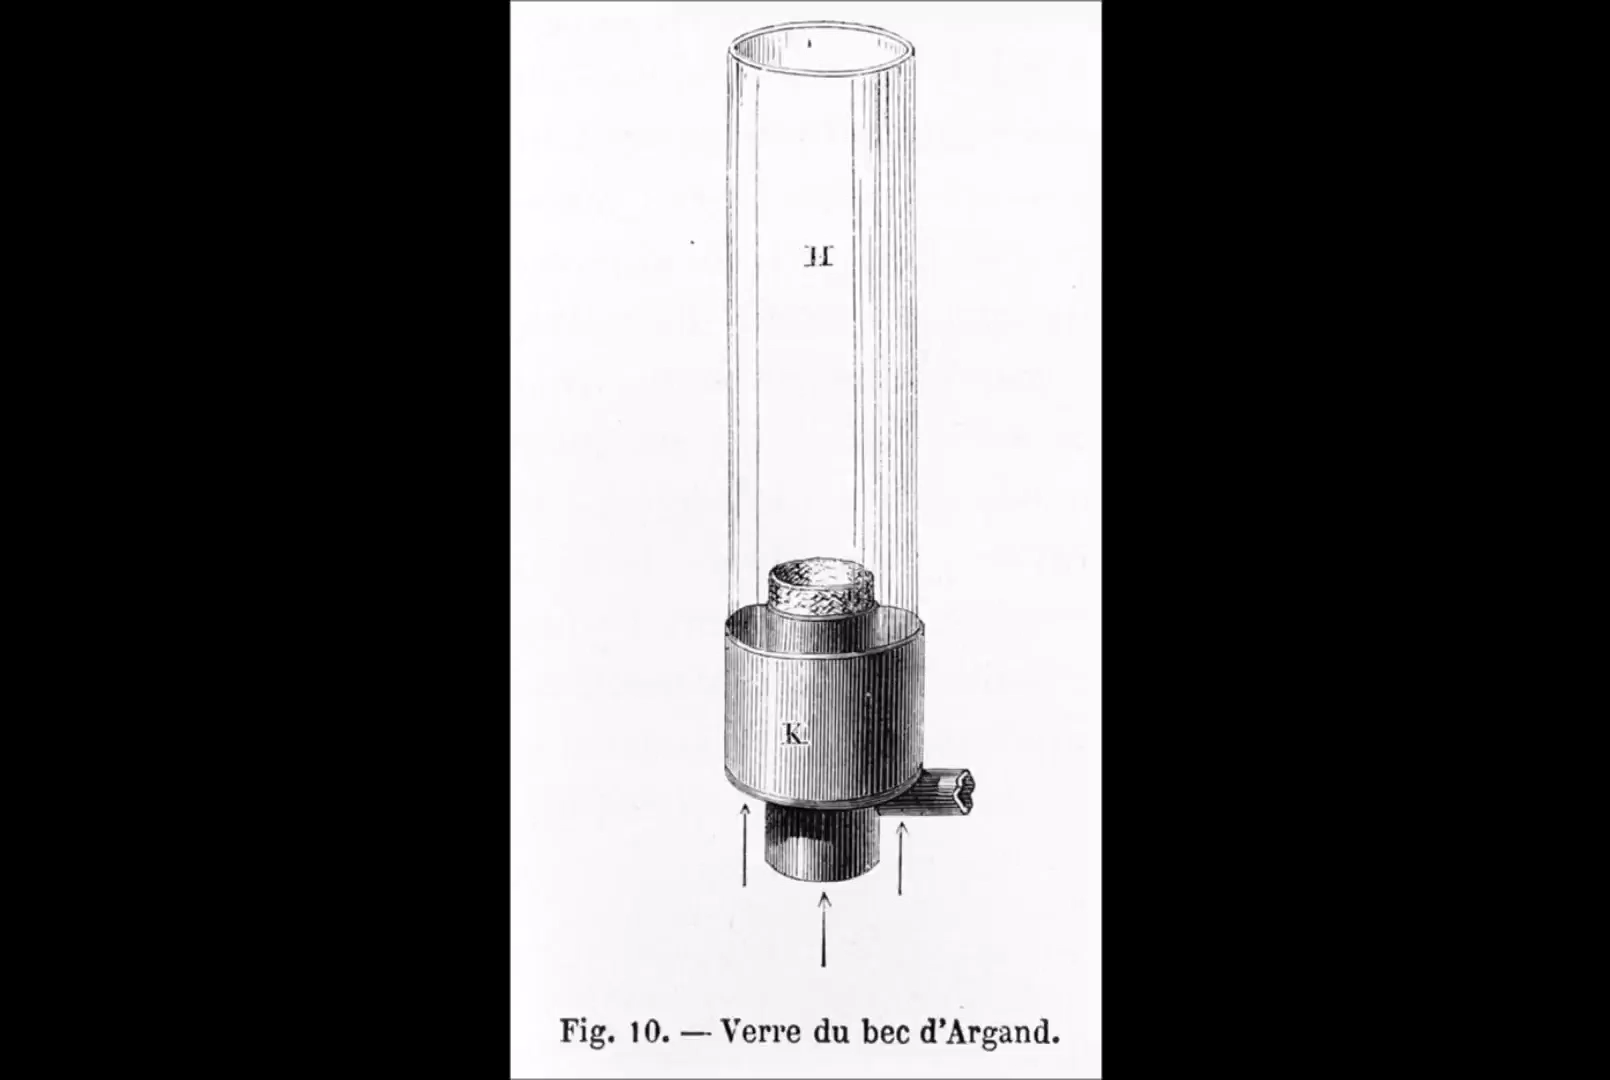 H
K
Fig. 10. — Verre du bec d'Argand.